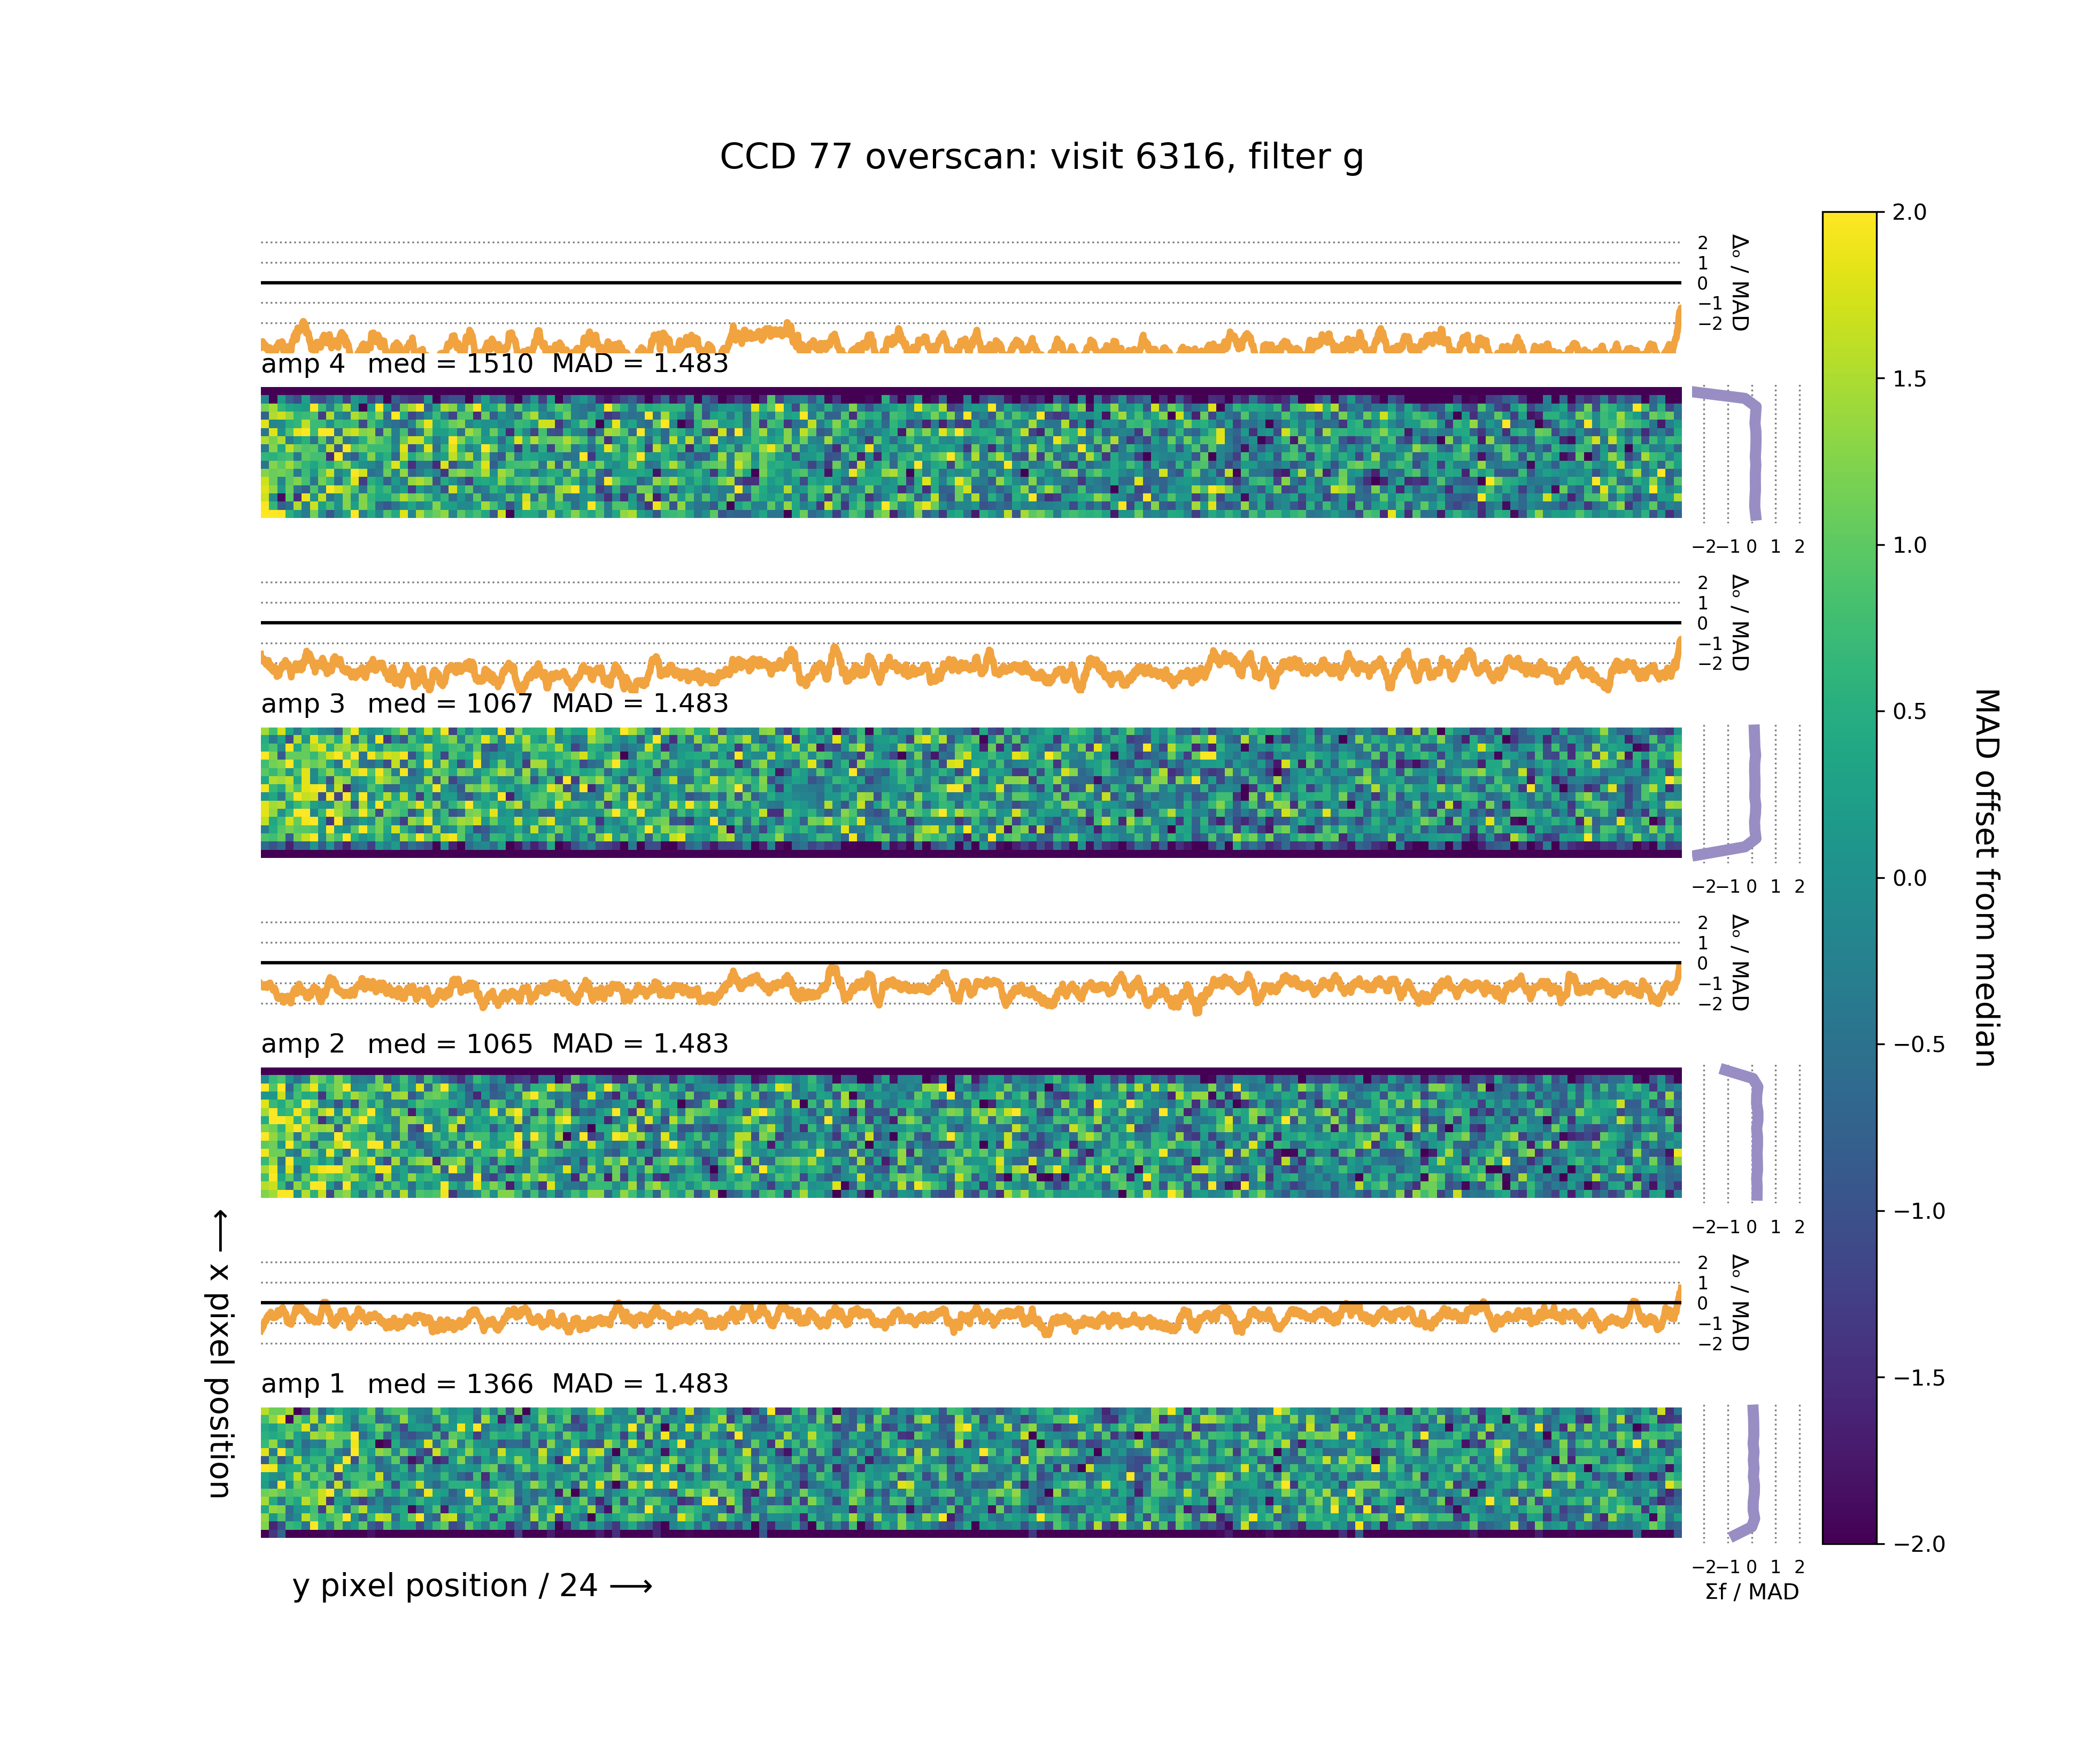 CCD 77 overscan: visit 6316, filter g
2
1
0
−1
−2
Δₒ / MAD
amp 4 med = 1510 MAD = 1.483
−2 −1 0 1 2
2
1
0
−1
−2
Δₒ / MAD
amp 3 med = 1067 MAD = 1.483
−2 −1 0 1 2
2
1
0
−1
−2
Δₒ / MAD
amp 2 med = 1065 MAD = 1.483
−2 −1 0 1 2
2
1
0
−1
−2
Δₒ / MAD
amp 1 med = 1366 MAD = 1.483
−2 −1 0 1 2
Σf / MAD
⟵ x pixel position
y pixel position / 24 ⟶
2.0
1.5
1.0
0.5
0.0
−0.5
−1.0
−1.5
−2.0
MAD offset from median